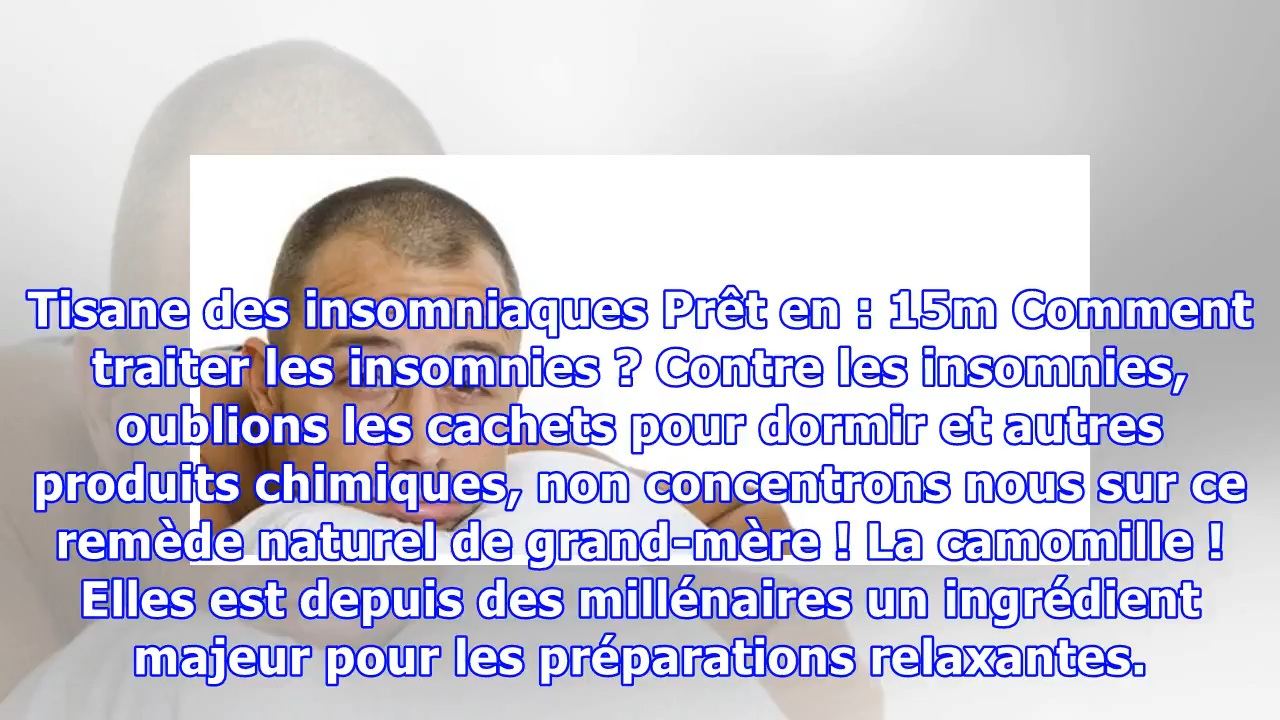 Tisane des insomniaques Prêt en : 15m Comment
traiter les insomnies ? Contre les insomnies,
oublions les cachets pour dormir et autres
produits chimiques, non concentrons nous sur ce
remède naturel de grand-mère ! La camomille !
Elles est depuis des millénaires un ingrédient
majeur pour les préparations relaxantes.